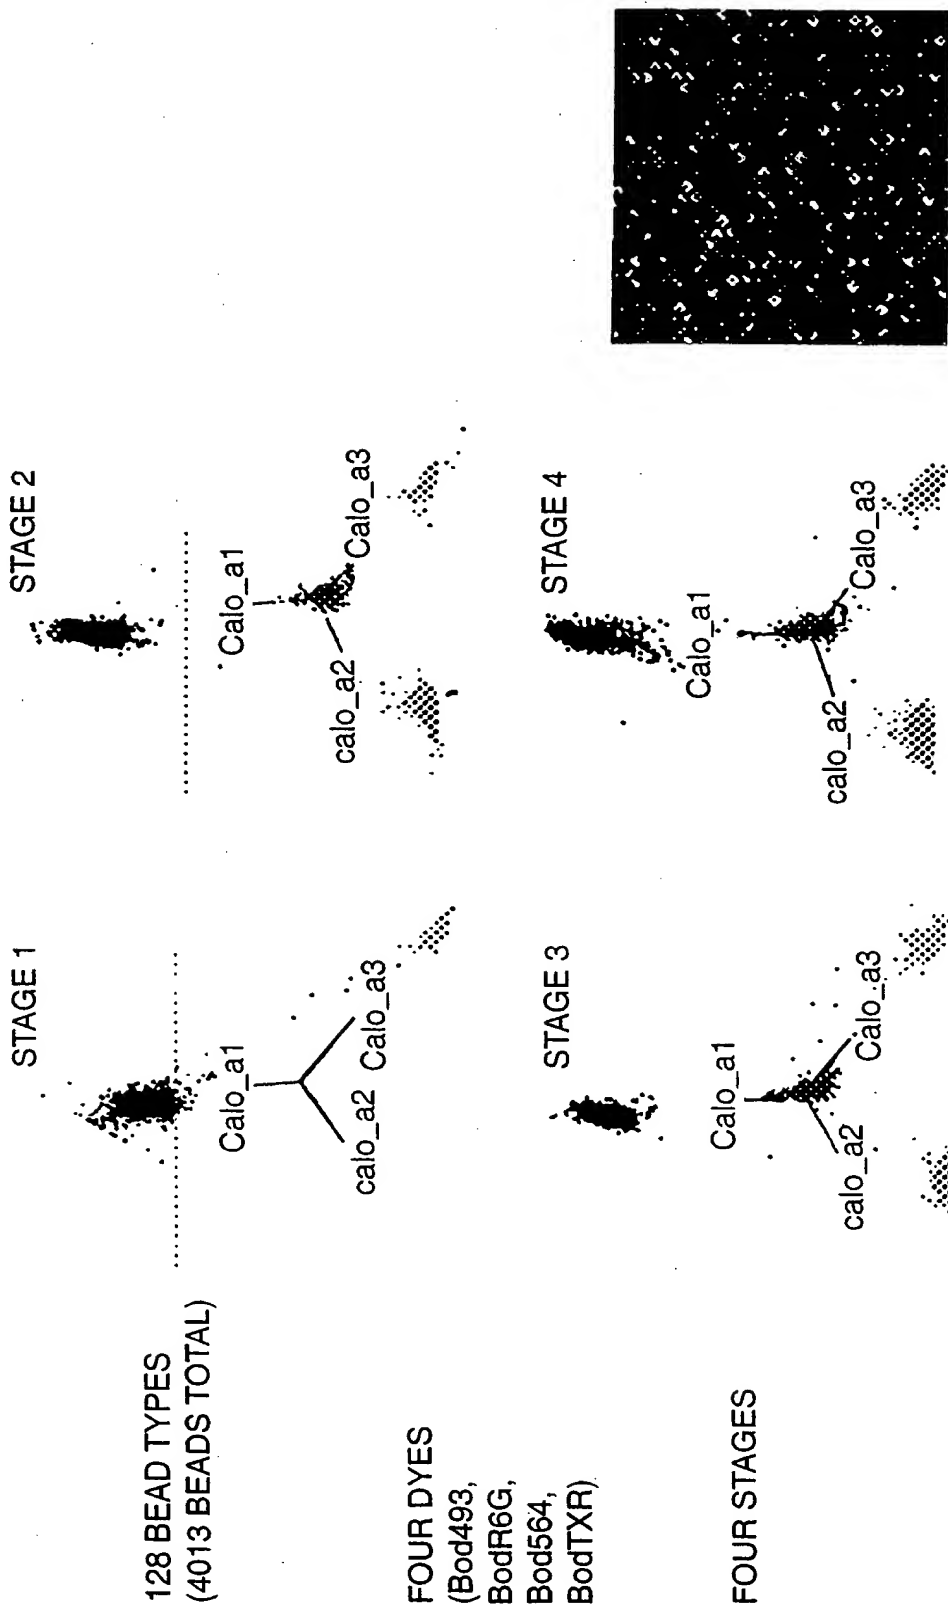 128 BEAD TYPES
(4013 BEADS TOTAL)
FOUR DYES
(Bod493,
BodR6G,
Bod564,
BodTXR)
FOUR STAGES
STAGE 1
Calo_a1
calo_a2
Calo_a3
STAGE 2
Calo_a1
calo_a2
Calo_a3
STAGE 3
Calo_a1
calo_a2
Calo_a3
STAGE 4
Calo_a1
calo_a2
Calo_a3